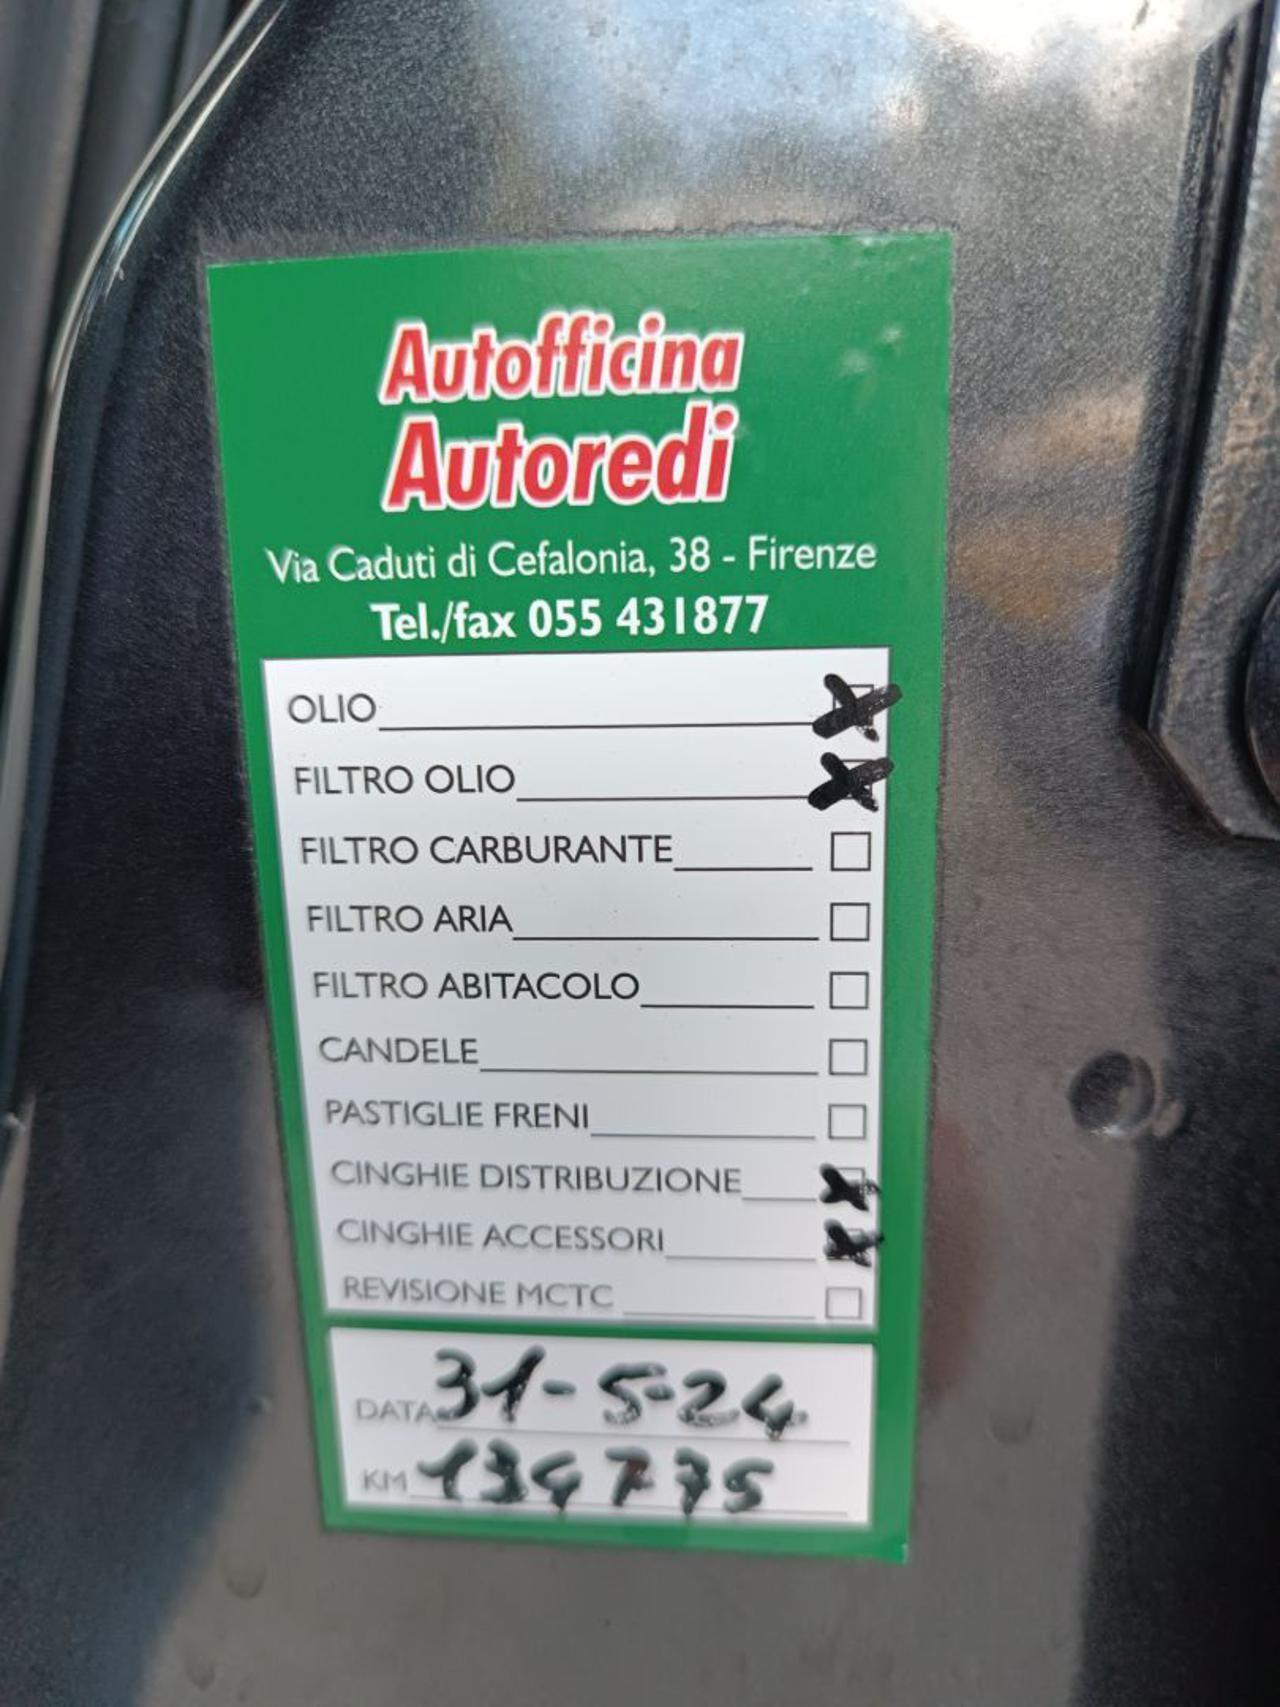 Autofficina
Autoredi
Via Caduti di Cefalonia, 38 - Firenze
Tel./fax 055 431877
OLIO
FILTRO OLIO
FILTRO CARBURANTE
FILTRO ARIA
FILTRO ABITACOLO
CANDELE
PASTIGLIE FRENI
CINGHIE DISTRIBUZIONE
CINGHIE ACCESSORI
REVISIONE MCTC
DATA 31-5-24
KM